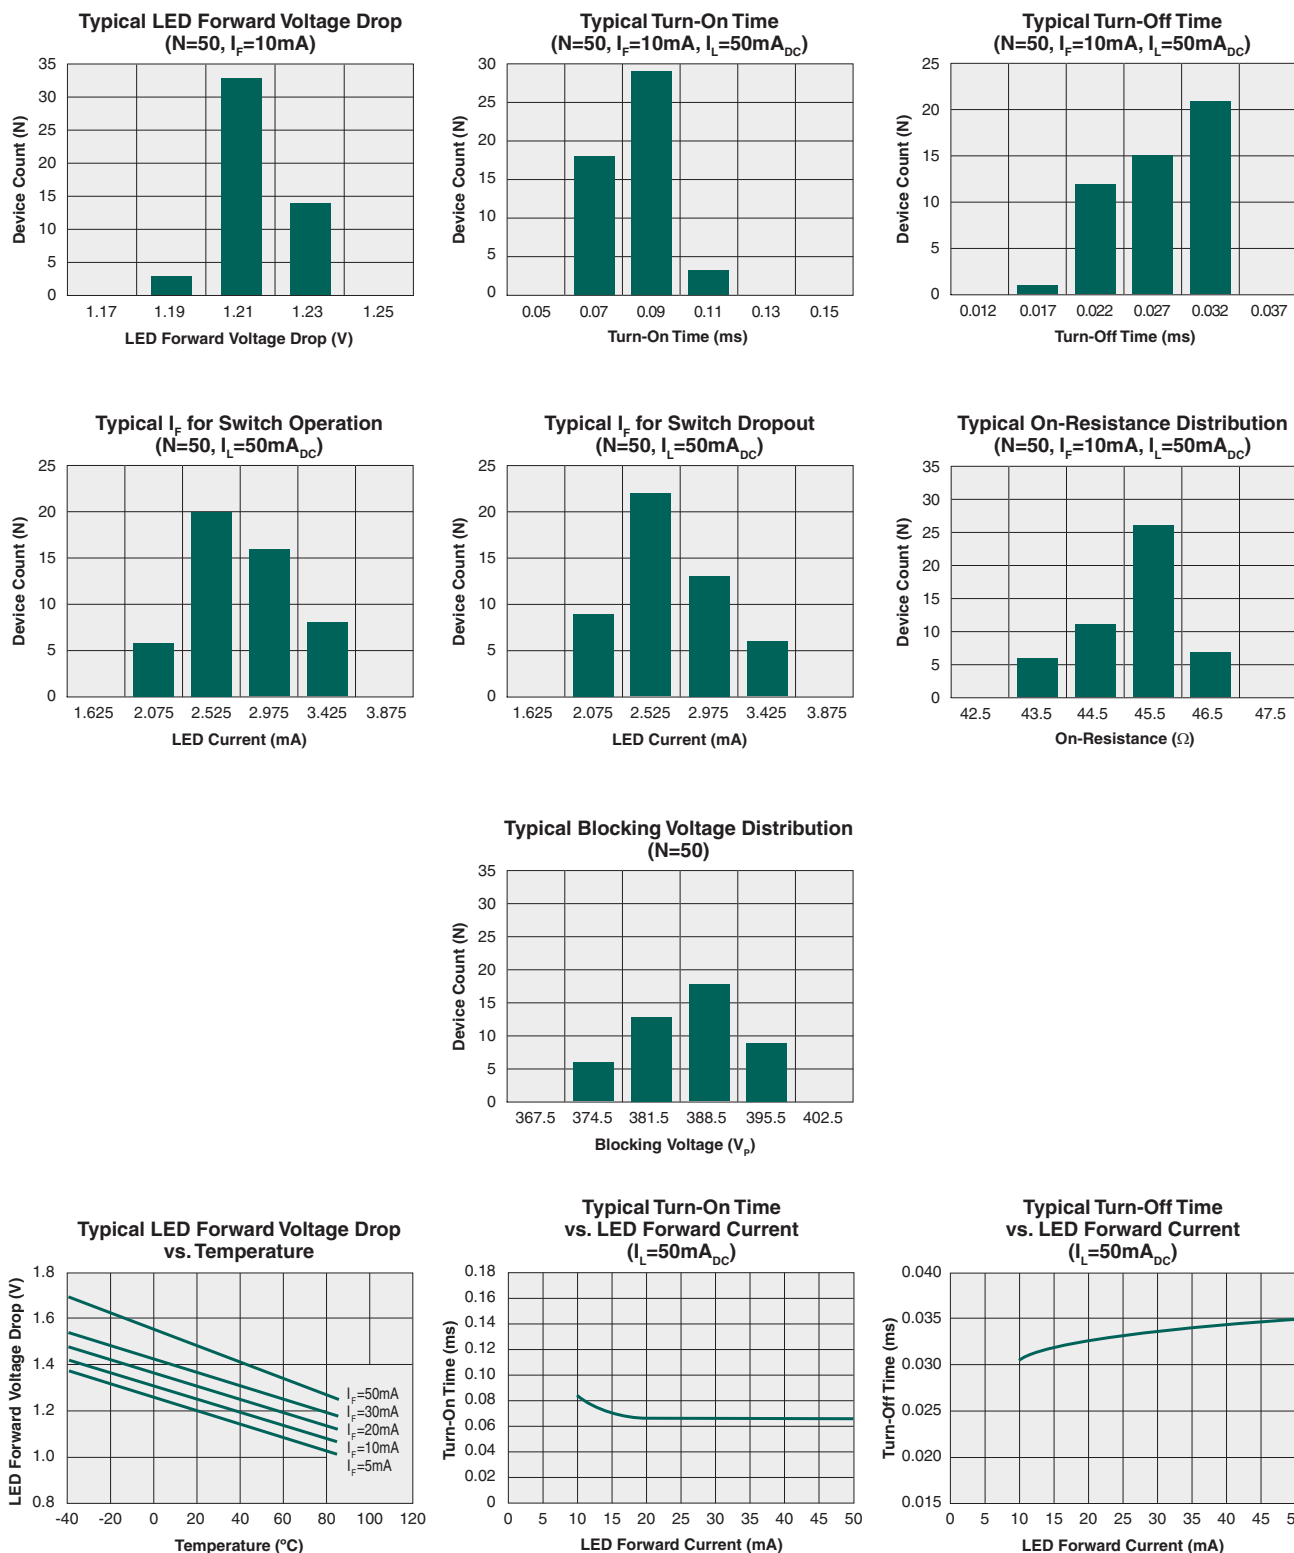 Typical LED Forward Voltage Drop
(N=50, IF=10mA)
Device Count (N)
35
30
25
20
15
10
5
0
1.17 1.19 1.21 1.23 1.25
LED Forward Voltage Drop (V)
Typical Turn-On Time
(N=50, IF=10mA, IL=50mADC)
Device Count (N)
30
25
20
15
10
5
0
0.05 0.07 0.09 0.11 0.13 0.15
Turn-On Time (ms)
Typical Turn-Off Time
(N=50, IF=10mA, IL=50mADC)
Device Count (N)
25
20
15
10
5
0
0.012 0.017 0.022 0.027 0.032 0.037
Turn-Off Time (ms)
Typical IF for Switch Operation
(N=50, IL=50mADC)
Device Count (N)
25
20
15
10
5
0
1.625 2.075 2.525 2.975 3.425 3.875
LED Current (mA)
Typical IF for Switch Dropout
(N=50, IL=50mADC)
Device Count (N)
25
20
15
10
5
0
1.625 2.075 2.525 2.975 3.425 3.875
LED Current (mA)
Typical On-Resistance Distribution
(N=50, IF=10mA, IL=50mADC)
Device Count (N)
35
30
25
20
15
10
5
0
42.5 43.5 44.5 45.5 46.5 47.5
On-Resistance (Ω)
Typical Blocking Voltage Distribution
(N=50)
Device Count (N)
35
30
25
20
15
10
5
0
367.5 374.5 381.5 388.5 395.5 402.5
Blocking Voltage (VP)
Typical LED Forward Voltage Drop
vs. Temperature
LED Forward Voltage Drop (V)
1.8
1.6
1.4
1.2
1.0
0.8
IF=50mA
IF=30mA
IF=20mA
IF=10mA
IF=5mA
-40 -20 0 20 40 60 80 100 120
Temperature (ºC)
Typical Turn-On Time
vs. LED Forward Current
(IL=50mADC)
Turn-On Time (ms)
0.18
0.16
0.14
0.12
0.10
0.08
0.06
0.04
0.02
0
0 5 10 15 20 25 30 35 40 45 50
LED Forward Current (mA)
Typical Turn-Off Time
vs. LED Forward Current
(IL=50mADC)
Turn-Off Time (ms)
0.040
0.035
0.030
0.025
0.020
0.015
0 5 10 15 20 25 30 35 40 45
LED Forward Current (mA)